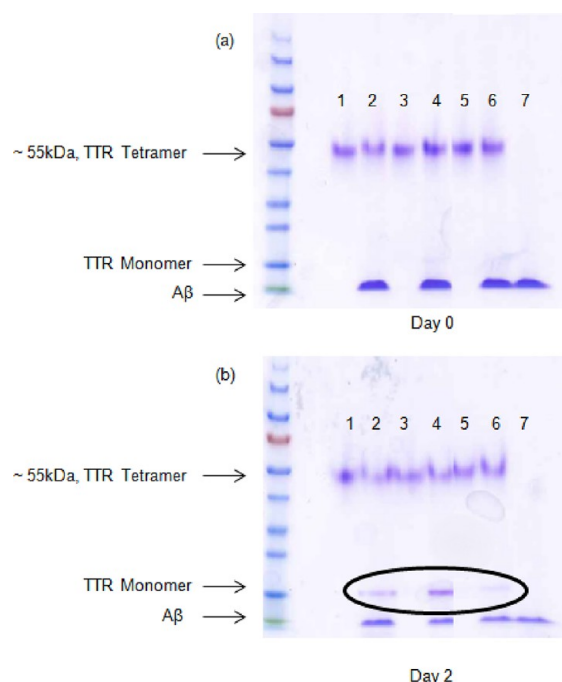 (a)
1 2 3 4 5 6 7
~ 55kDa, TTR Tetramer
TTR Monomer
Aβ
Day 0
(b)
1 2 3 4 5 6 7
~ 55kDa, TTR Tetramer
TTR Monomer
Aβ
Day 2